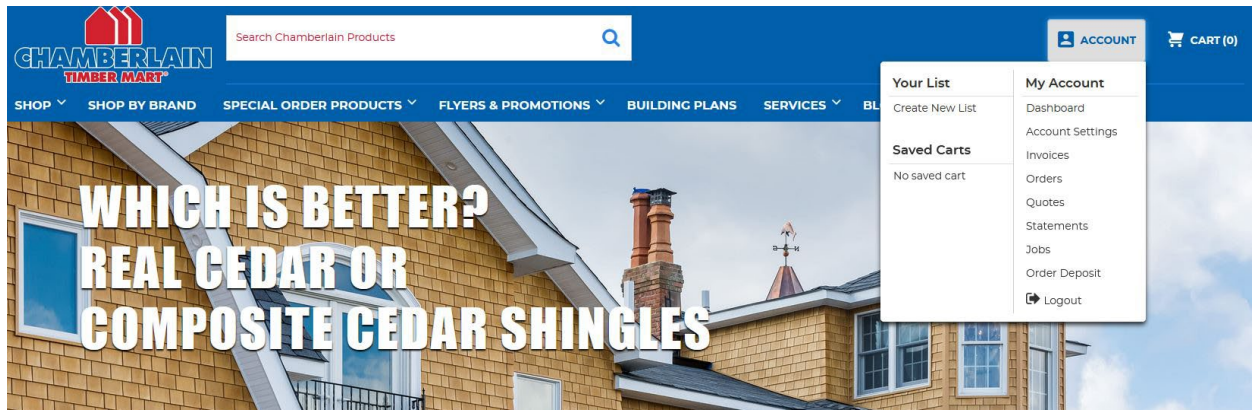 CHAMBERLAIN
TIMBER MART®
Search Chamberlain Products
ACCOUNT
CART (0)
SHOP
SHOP BY BRAND
SPECIAL ORDER PRODUCTS
FLYERS & PROMOTIONS
BUILDING PLANS
SERVICES
BL
Your List
Create New List
Saved Carts
No saved cart
My Account
Dashboard
Account Settings
Invoices
Orders
Quotes
Statements
Jobs
Order Deposit
Logout
WHICH IS BETTER?
REAL CEDAR OR
COMPOSITE CEDAR SHINGLES